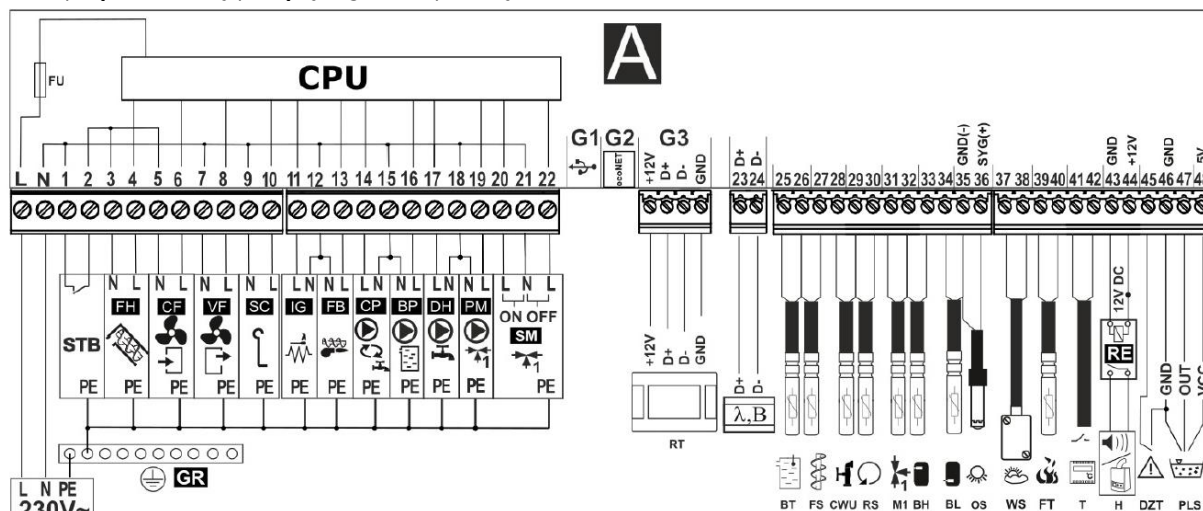 A
FU
CPU
G1 G2 G3
ecoNET
+12V D+ D- GND
D+ D-
GND(-) SYG(+)
GND +12V
GND
5V
L N 1 2 3 4 5 6 7 8 9 10 11 12 13 14 15 16 17 18 19 20 21 22
23 24 25 26 27 28 29 30 31 32 33 34 35 36 37 38 39 40 41 42 43 44 45 46 47
N L N L N L N L L N N L L N N L L N N L L N L
FH CF VF SC IG FB CP BP DH PM
ON OFF
SM
STB
1 1
PE PE PE PE PE PE PE PE PE PE PE PE
GR
L N PE
230V~
+12V D+ D- GND
RT
D+ D-
λ,B
12V DC
RE
GND OUT VCC
1
BT FS CWU RS M1 BH BL OS WS FT T H DZT PLS